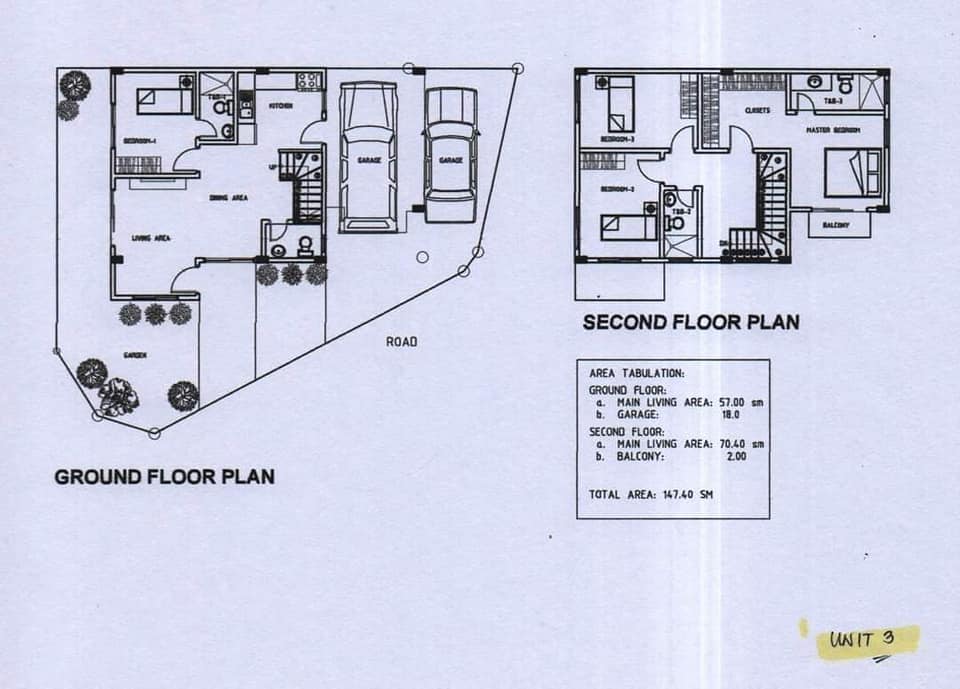 BEDROOM-1
T&B-1
KITCHEN
GARAGE
GARAGE
UP
DINING AREA
LIVING AREA
GARDEN
ROAD
GROUND FLOOR PLAN
BEDROOM-3
CLOSETS
T&B-3
MASTER BEDROOM
BEDROOM-2
T&B-2
BALCONY
DN
SECOND FLOOR PLAN
AREA TABULATION:
GROUND FLOOR:
a. MAIN LIVING AREA: 57.00 sm
b. GARAGE: 18.0
SECOND FLOOR:
a. MAIN LIVING AREA: 70.40 sm
b. BALCONY: 2.00
TOTAL AREA: 147.40 SM
UNIT 3